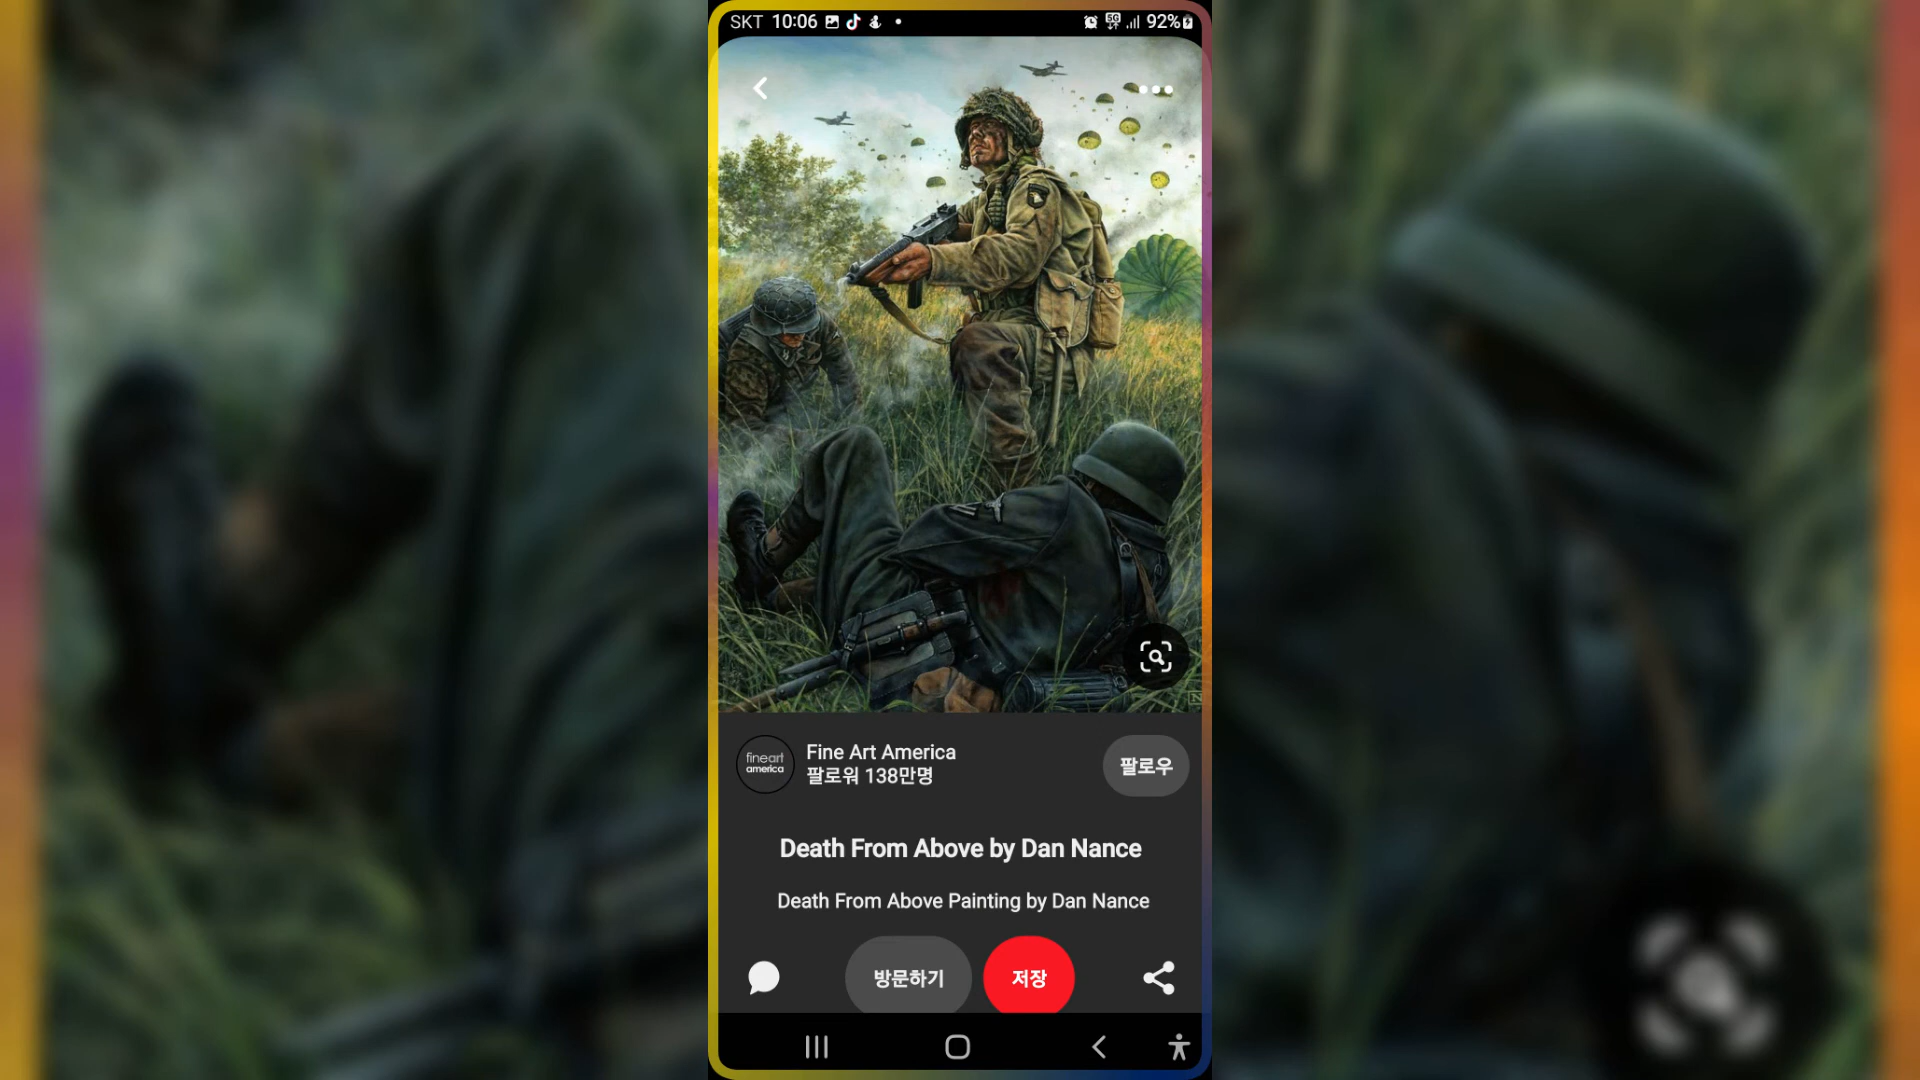 SKT 10:06 92%
fineart
america
Fine Art America
팔로워 138만명
팔로우
Death From Above by Dan Nance
Death From Above Painting by Dan Nance
방문하기 저장